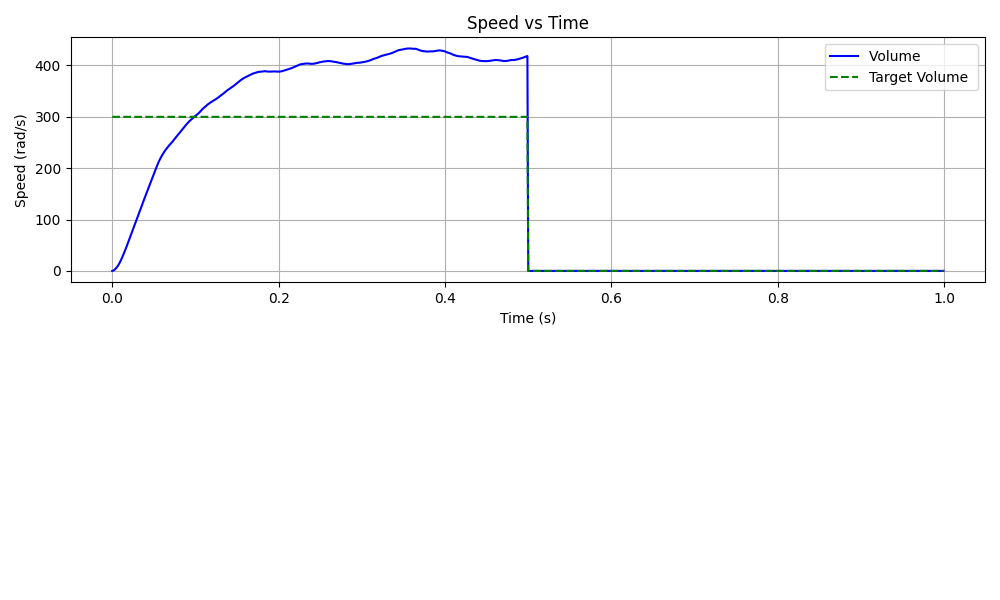 Speed vs Time
Speed (rad/s)
400
300
200
100
0
0.0 0.2 0.4 0.6 0.8 1.0
Time (s)
Volume
Target Volume